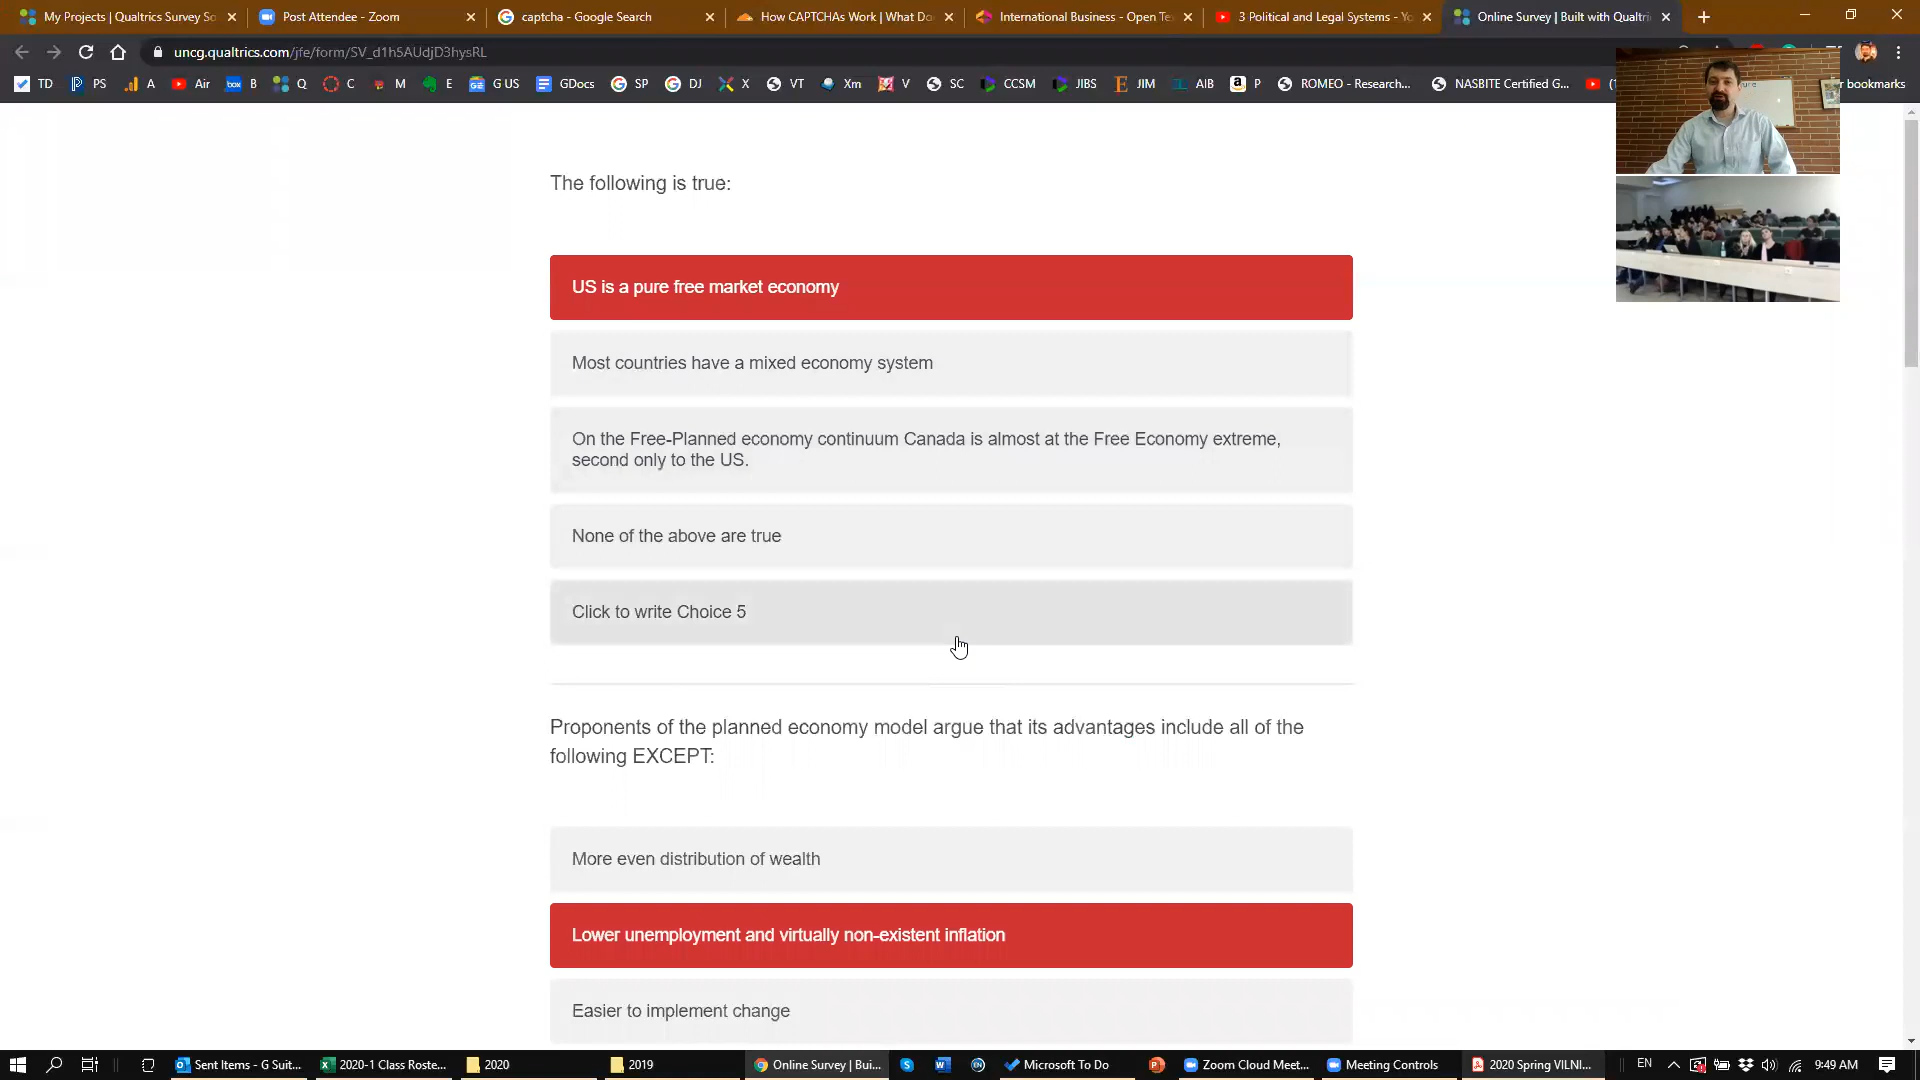 My Projects | Qualtrics Survey So
Post Attendee - Zoom
captcha - Google Search
How CAPTCHAs Work | What Do
International Business - Open Te
3 Political and Legal Systems - Yo
Online Survey | Built with Qualtri
uncg.qualtrics.com/jfe/form/SV_d1h5AUdjD3hysRL
TD PS A Air B Q C M E G US GDocs SP DJ X VT Xm V SC CCSM JIBS JIM AIB P ROMEO - Research... NASBITE Certified G... bookmarks
The following is true:
US is a pure free market economy
Most countries have a mixed economy system
On the Free-Planned economy continuum Canada is almost at the Free Economy extreme,
second only to the US.
None of the above are true
Click to write Choice 5
Proponents of the planned economy model argue that its advantages include all of the
following EXCEPT:
More even distribution of wealth
Lower unemployment and virtually non-existent inflation
Easier to implement change
Sent Items - G Suit...
2020-1 Class Roste...
2020
2019
Online Survey | Bui...
Microsoft To Do
Zoom Cloud Meet...
Meeting Controls
2020 Spring VILNI...
EN
9:49 AM